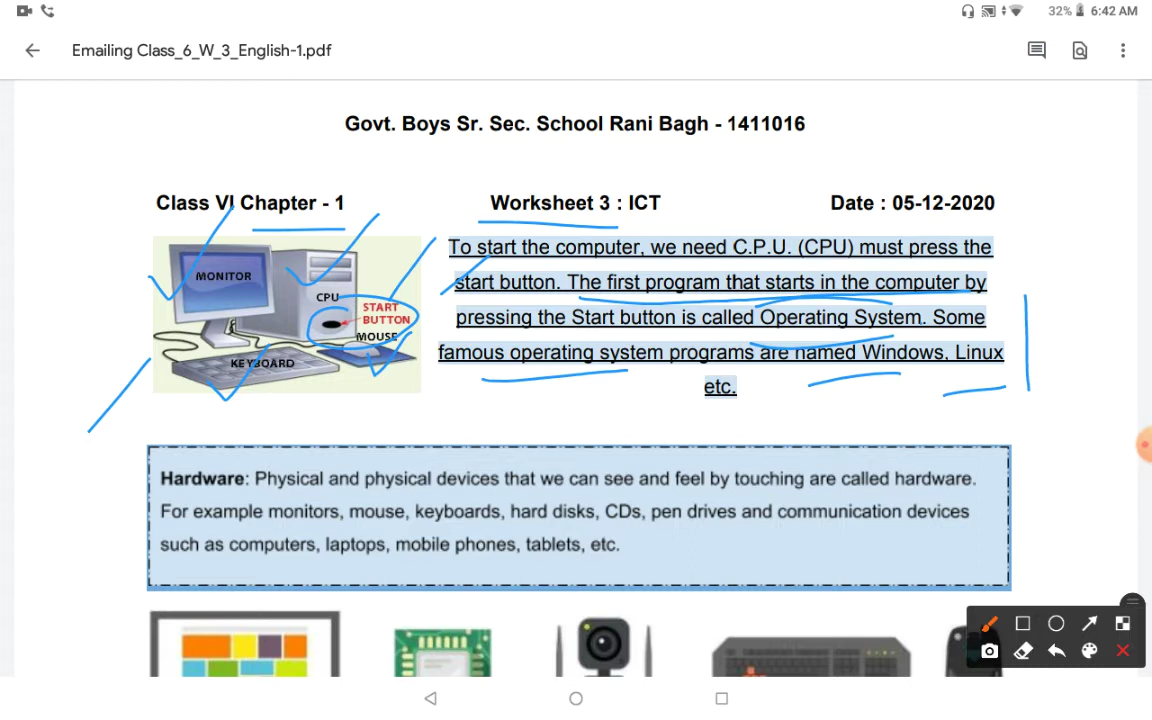 32% 6:42 AM
Emailing Class_6_W_3_English-1.pdf
Govt. Boys Sr. Sec. School Rani Bagh - 1411016
Class VI Chapter - 1 Worksheet 3 : ICT Date : 05-12-2020
MONITOR
CPU
START
BUTTON
MOUSE
KEYBOARD
To start the computer, we need C.P.U. (CPU) must press the
start button. The first program that starts in the computer by
pressing the Start button is called Operating System. Some
famous operating system programs are named Windows, Linux
etc.
Hardware: Physical and physical devices that we can see and feel by touching are called hardware.
For example monitors, mouse, keyboards, hard disks, CDs, pen drives and communication devices
such as computers, laptops, mobile phones, tablets, etc.